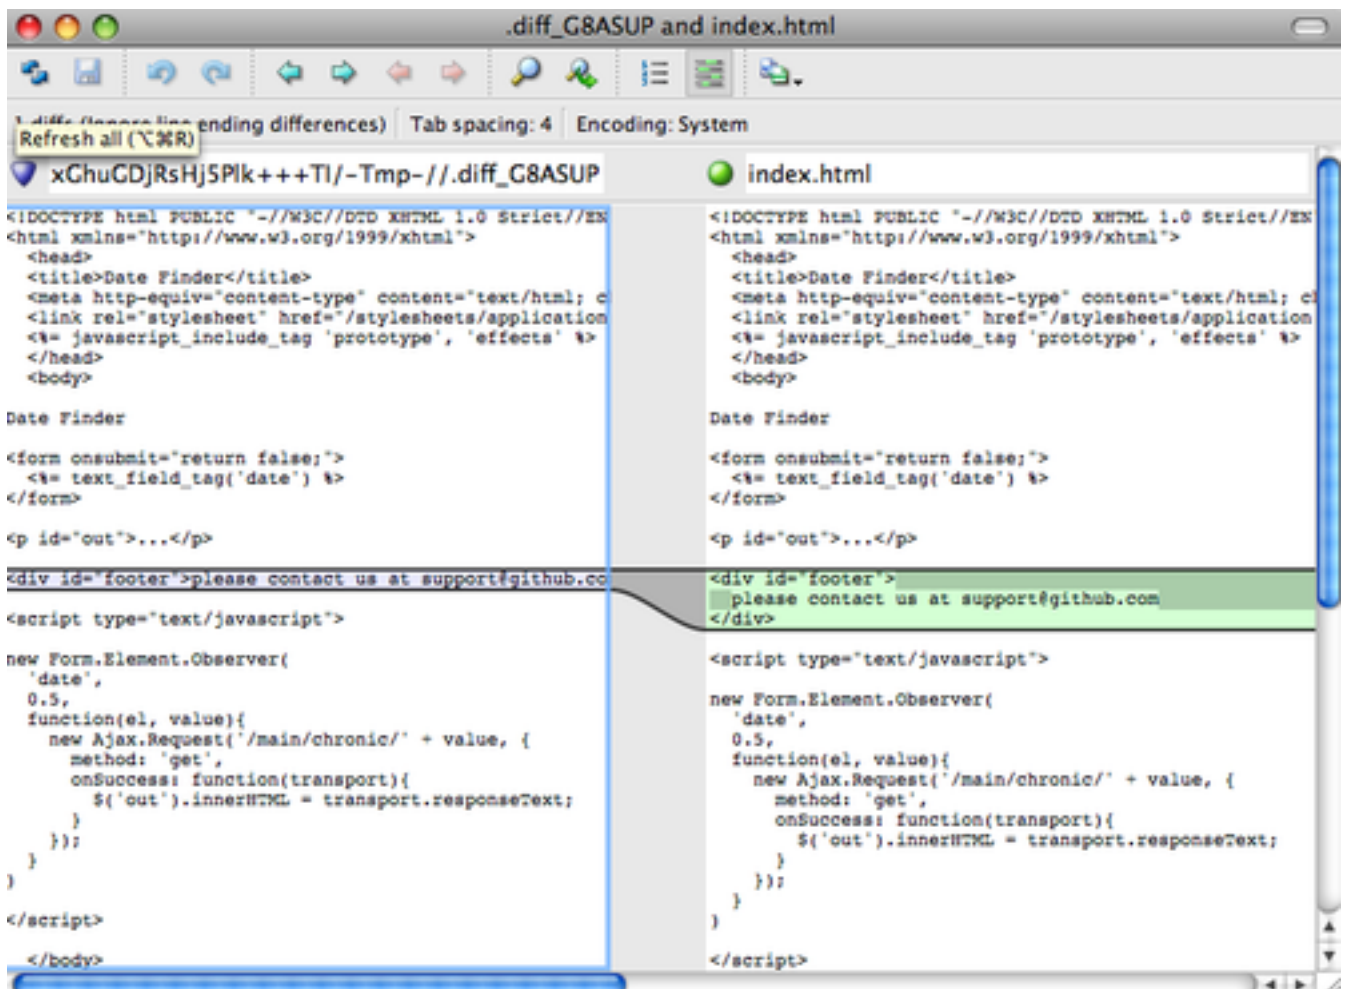 .diff_G8ASUP and index.html
1 diffs (Ignore line ending differences) Tab spacing: 4 Encoding: System
Refresh all (⌥⌘R)
xGhuGDjRsHj5Plk+++TI/-Tmp-//.diff_G8ASUP
<!DOCTYPE html PUBLIC "-//W3C//DTD XHTML 1.0 Strict//EN
<html xmlns="http://www.w3.org/1999/xhtml">
<head>
<title>Date Finder</title>
<meta http-equiv="content-type" content="text/html; c
<link rel="stylesheet" href="/stylesheets/application
<%= javascript_include_tag 'prototype', 'effects' %>
</head>
<body>
Date Finder
<form onsubmit="return false;">
<%= text_field_tag('date') %>
</form>
<p id="out">...</p>
<div id="footer">please contact us at support@github.co
<script type="text/javascript">
new Form.Element.Observer(
'date',
0.5,
function(el, value){
new Ajax.Request('/main/chronic/' + value, {
method: 'get',
onSuccess: function(transport){
$('out').innerHTML = transport.responseText;
}
});
}
)
</script>
</body>
index.html
<!DOCTYPE html PUBLIC "-//W3C//DTD XHTML 1.0 Strict//EN
<html xmlns="http://www.w3.org/1999/xhtml">
<head>
<title>Date Finder</title>
<meta http-equiv="content-type" content="text/html; c
<link rel="stylesheet" href="/stylesheets/application
<%= javascript_include_tag 'prototype', 'effects' %>
</head>
<body>
Date Finder
<form onsubmit="return false;">
<%= text_field_tag('date') %>
</form>
<p id="out">...</p>
<div id="footer">
please contact us at support@github.com
</div>
<script type="text/javascript">
new Form.Element.Observer(
'date',
0.5,
function(el, value){
new Ajax.Request('/main/chronic/' + value, {
method: 'get',
onSuccess: function(transport){
$('out').innerHTML = transport.responseText;
}
});
}
)
</script>